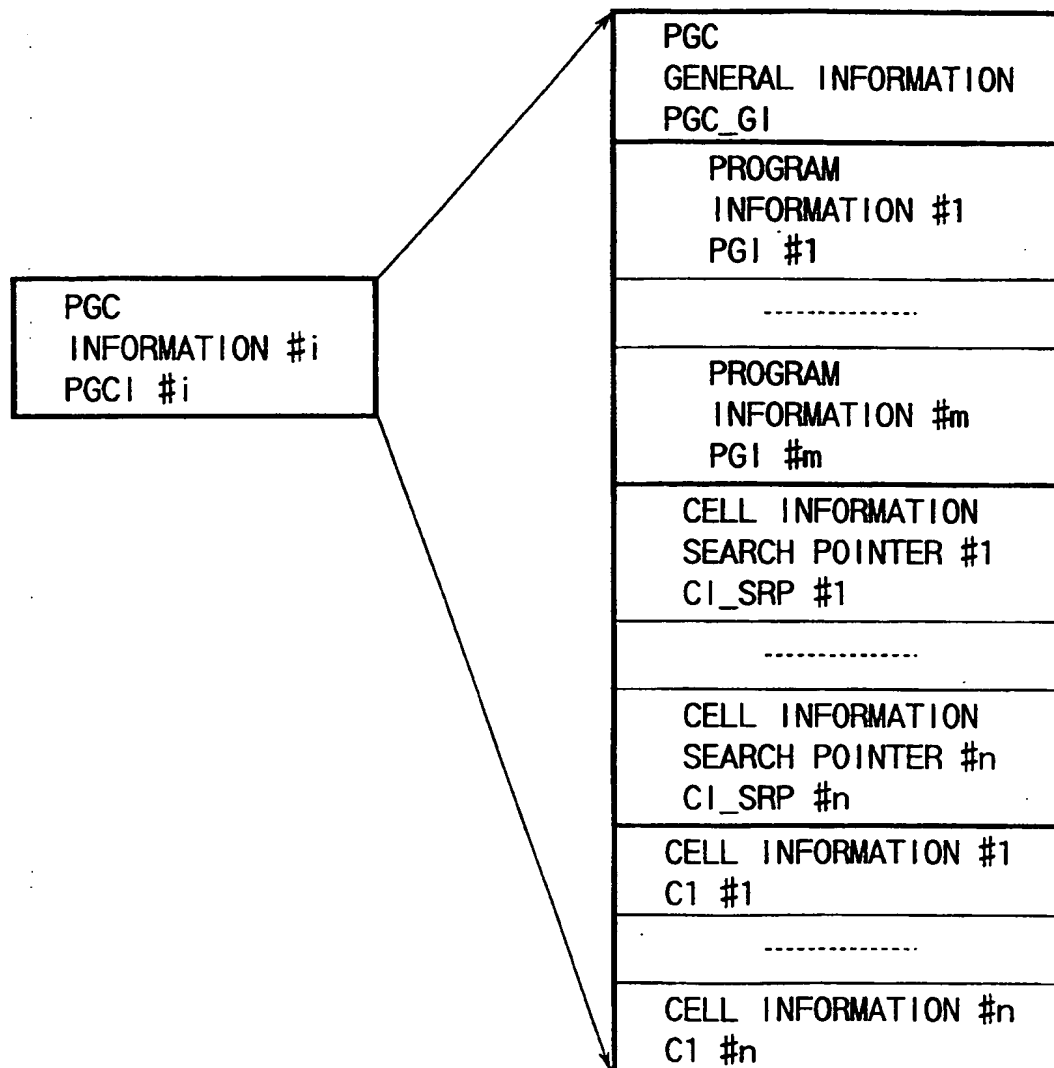 PGC
INFORMATION #i
PGCI #i
PGC
GENERAL INFORMATION
PGC_GI
PROGRAM
INFORMATION #1
PGI #1
--------------
PROGRAM
INFORMATION #m
PGI #m
CELL INFORMATION
SEARCH POINTER #1
CI_SRP #1
--------------
CELL INFORMATION
SEARCH POINTER #n
CI_SRP #n
CELL INFORMATION #1
C1 #1
--------------
CELL INFORMATION #n
C1 #n